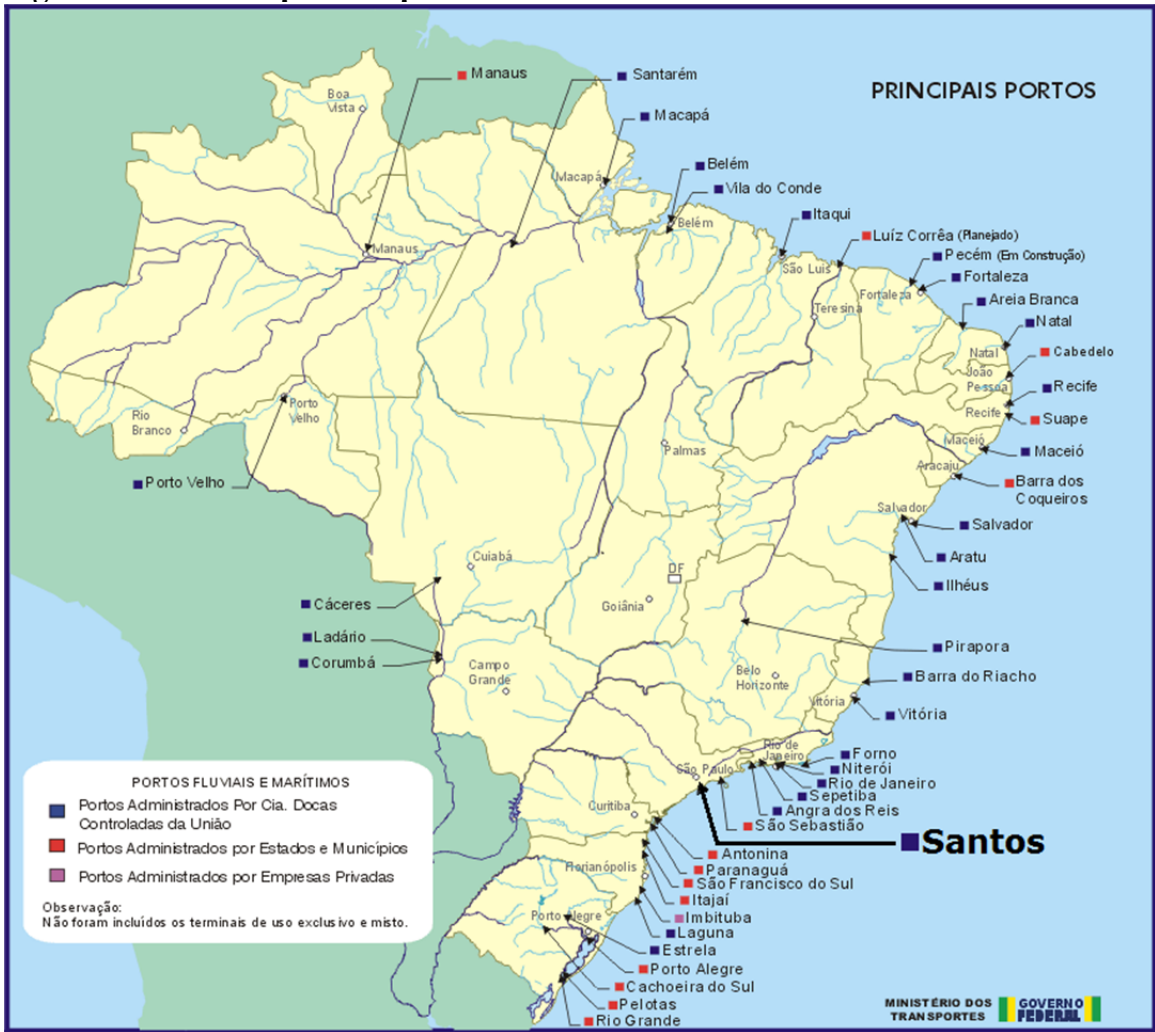 PRINCIPAIS PORTOS
Manaus
Santarém
Macapá
Belém
Vila do Conde
Itaqui
Luíz Corrêa (Planejado)
Pecém (Em Construção)
Fortaleza
Areia Branca
Natal
Cabedelo
Recife
Suape
Maceió
Barra dos
Coqueiros
Salvador
Aratu
Ilhéus
Pirapora
Barra do Riacho
Vitória
Forno
Niterói
Rio de Janeiro
Sepetiba
Angra dos Reis
São Sebastião
Santos
Antonina
Paranaguá
São Francisco do Sul
Itajaí
Imbituba
Laguna
Estrela
Porto Alegre
Cachoeira do Sul
Pelotas
Rio Grande
Porto Velho
Cáceres
Ladário
Corumbá
Boa
Vista
Macapá
Manaus
Belém
São Luis
Teresina
Fortaleza
Natal
João
Pessoa
Recife
Maceió
Aracaju
Salvador
Palmas
Porto
Velho
Rio
Branco
Cuiabá
DF
Goiânia
Campo
Grande
Belo
Horizonte
Vitória
Rio de
Janeiro
São Paulo
Curitiba
Florianópolis
Porto Alegre
PORTOS FLUVIAIS E MARÍTIMOS
Portos Administrados Por Cia. Docas
Controladas da União
Portos Administrados por Estados e Municípios
Portos Administrados por Empresas Privadas
Observação:
Não foram incluídos os terminais de uso exclusivo e misto.
MINISTÉRIO DOS
TRANSPORTES
GOVERNO
FEDERAL